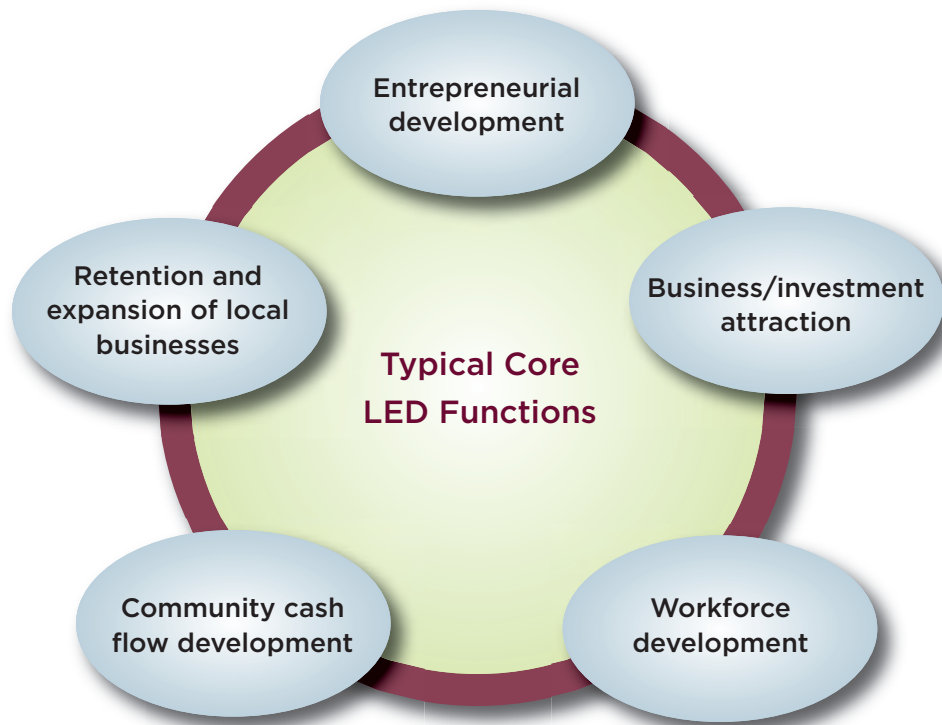 Entrepreneurial
development
Business/investment
attraction
Retention and
expansion of local
businesses
Typical Core
LED Functions
Community cash
flow development
Workforce
development